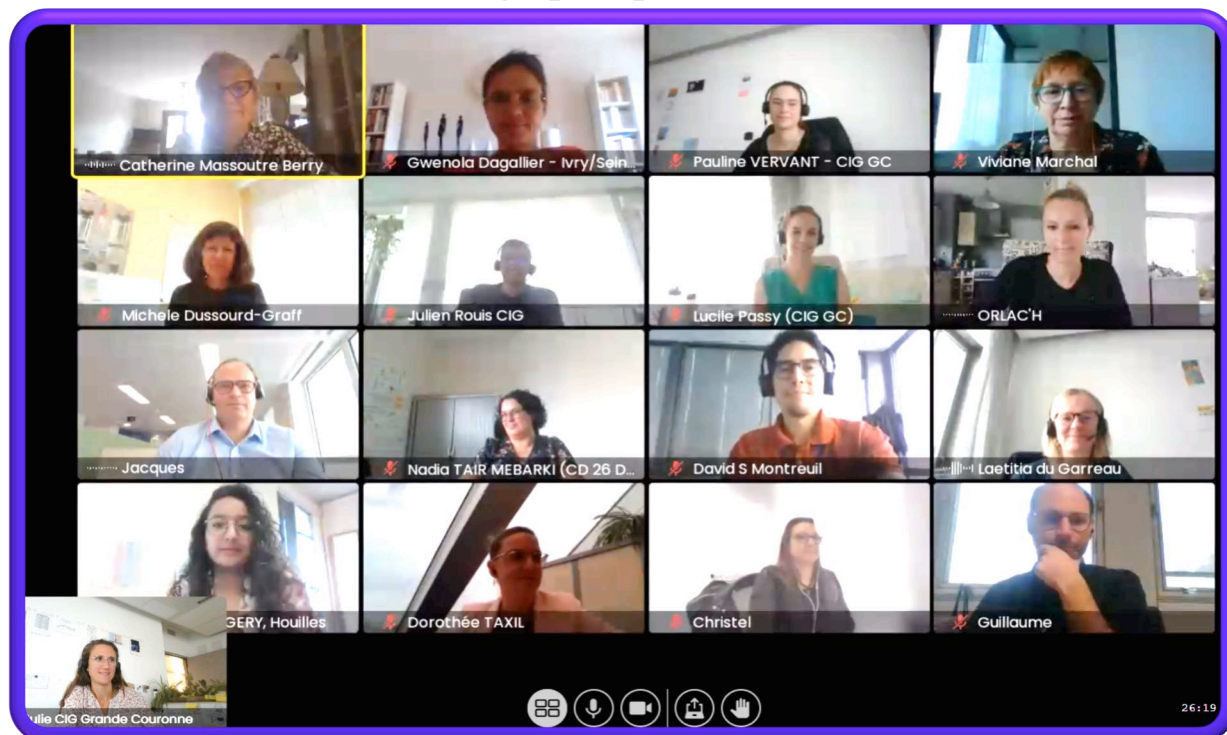 Catherine Massoutre Berry
Gwenola Dagallier - Ivry/Sein...
Pauline VERVANT - CIG GC
Viviane Marchal
Michele Dussourd-Graff
Julien Rouis CIG
Lucile Passy (CIG GC)
ORLAC'H
Jacques
Nadia TAIR MEBARKI (CD 26 D...
David S Montreuil
Laetitia du Garreau
GERY, Houilles
Dorothée TAXIL
Christel
Guillaume
ulie CIG Grande Couronne
26:19